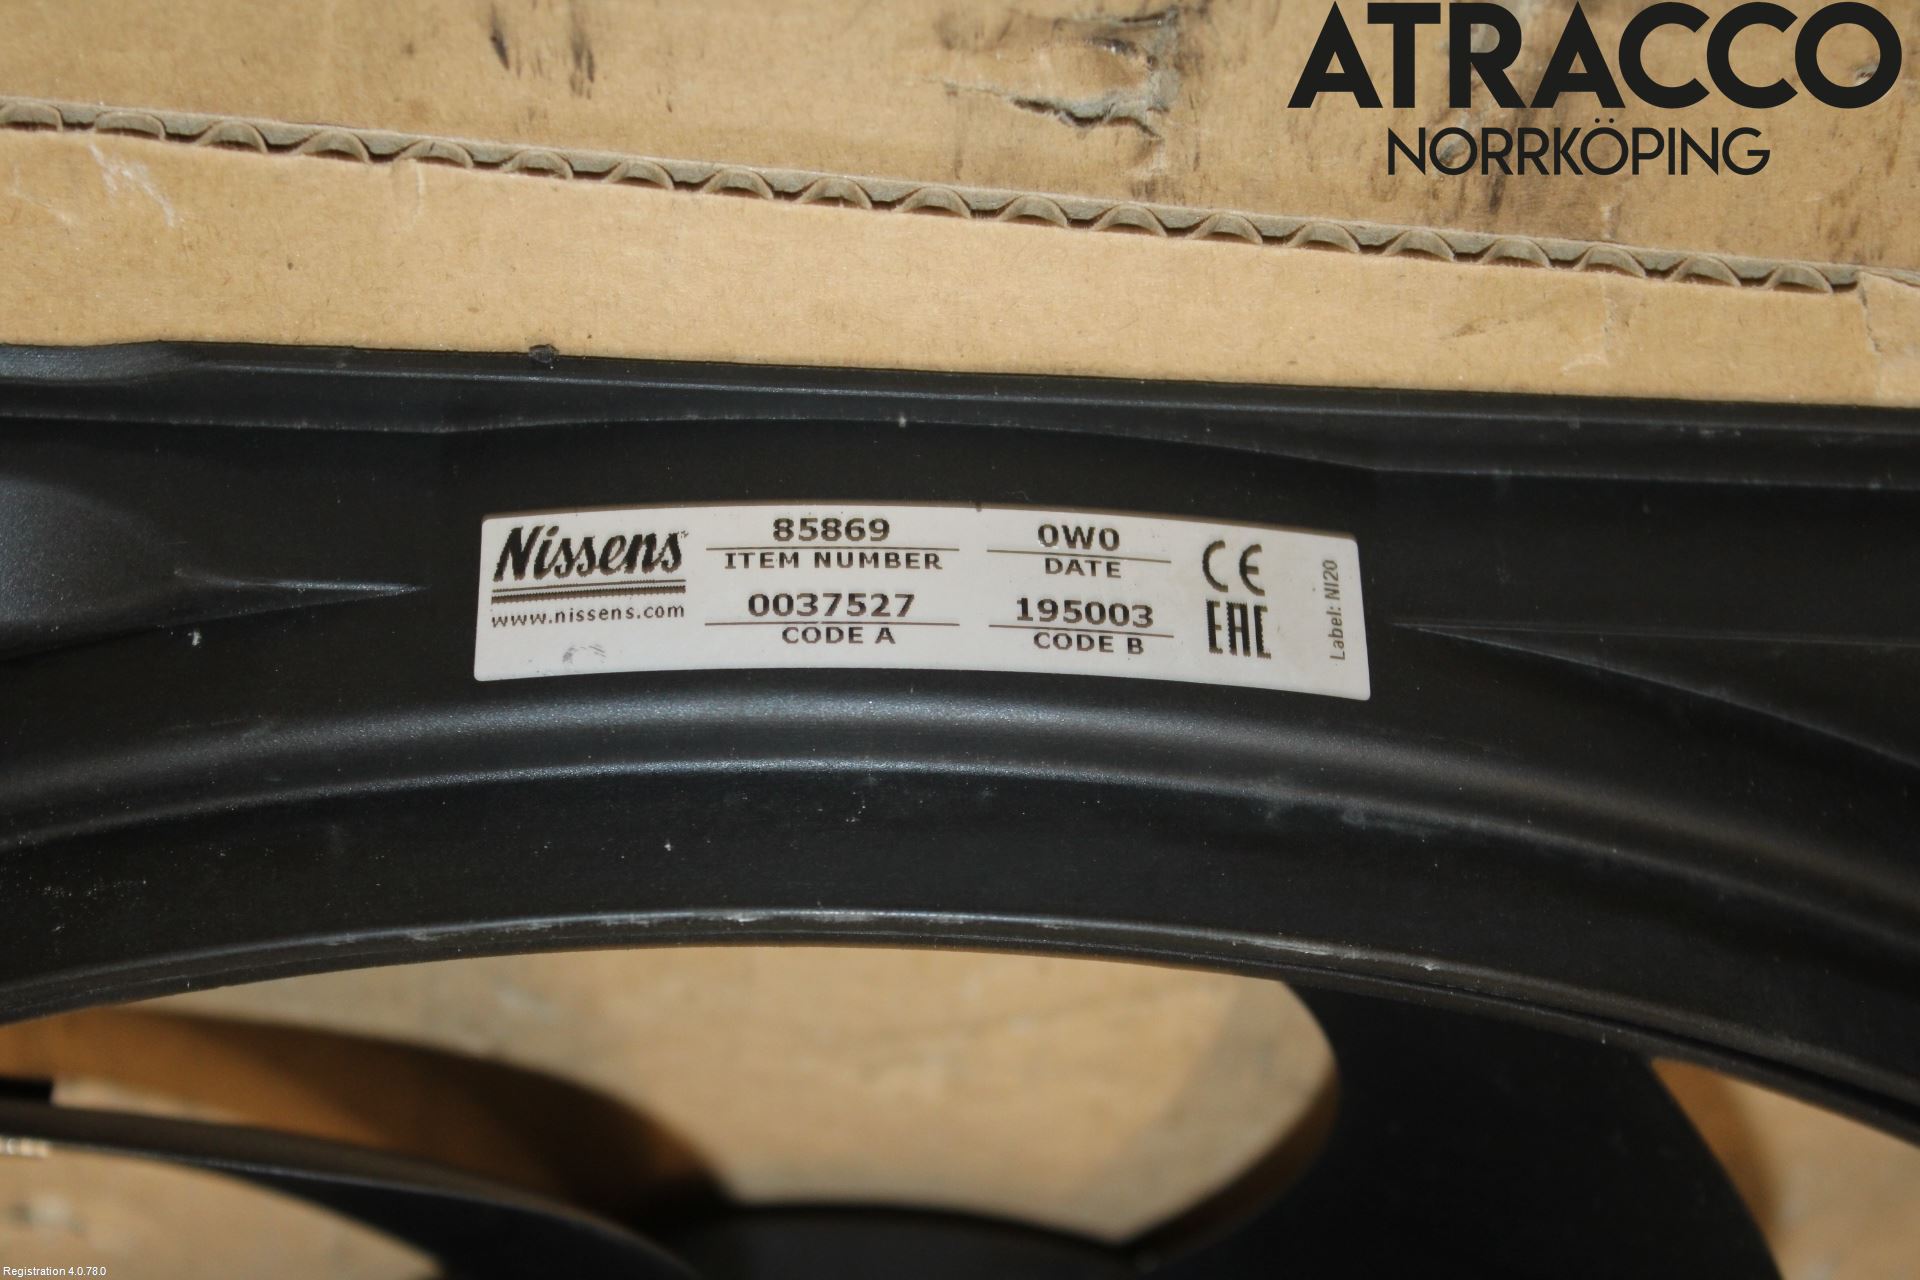 ATRACCO
NORRKÖPING
Nissens
www.nissens.com
85869
ITEM NUMBER
0037527
CODE A
0W0
DATE
195003
CODE B
CE
EAC
Label: NI20
Registration 4.0.78.0